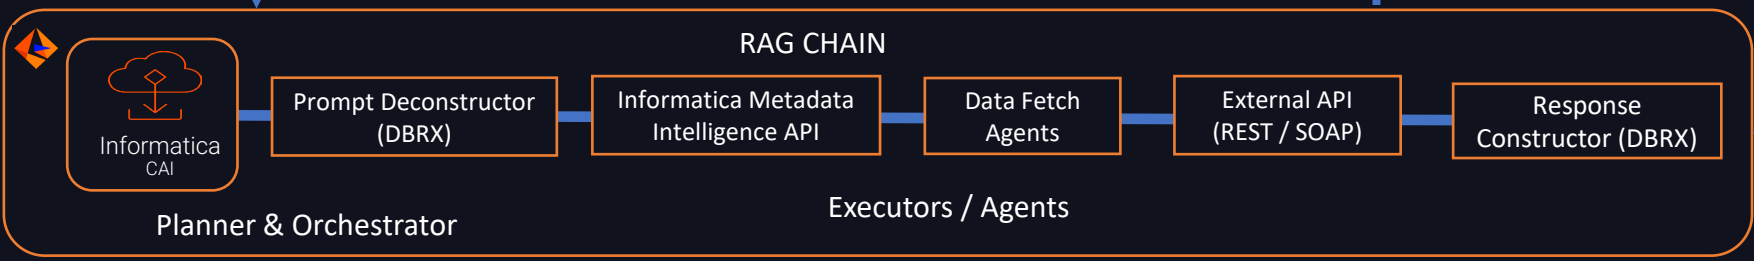 RAG CHAIN
Informatica
CAI
Prompt Deconstructor
(DBRX)
Informatica Metadata
Intelligence API
Data Fetch
Agents
External API
(REST / SOAP)
Response
Constructor (DBRX)
Planner & Orchestrator
Executors / Agents